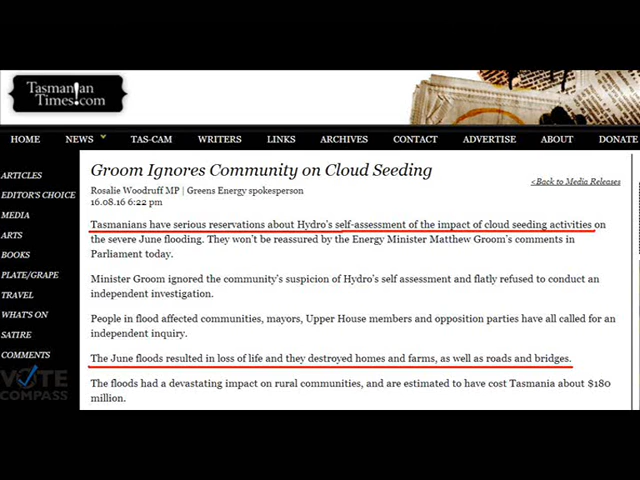 Tasmanian
Times.com
HOME NEWS TAS-CAM WRITERS LINKS ARCHIVES CONTACT ADVERTISE ABOUT DONATE
ARTICLES
EDITOR'S CHOICE
MEDIA
ARTS
BOOKS
PLATE/GRAPE
TRAVEL
WHAT'S ON
SATIRE
COMMENTS
VOTE
COMPASS
Groom Ignores Community on Cloud Seeding
<Back to Media Releases
Rosalie Woodruff MP | Greens Energy spokesperson
16.08.16 6:22 pm
Tasmanians have serious reservations about Hydro's self-assessment of the impact of cloud seeding activities on
the severe June flooding. They won't be reassured by the Energy Minister Matthew Groom's comments in
Parliament today.
Minister Groom ignored the community's suspicion of Hydro's self assessment and flatly refused to conduct an
independent investigation.
People in flood affected communities, mayors, Upper House members and opposition parties have all called for an
independent inquiry.
The June floods resulted in loss of life and they destroyed homes and farms, as well as roads and bridges.
The floods had a devastating impact on rural communities, and are estimated to have cost Tasmania about $180
million.